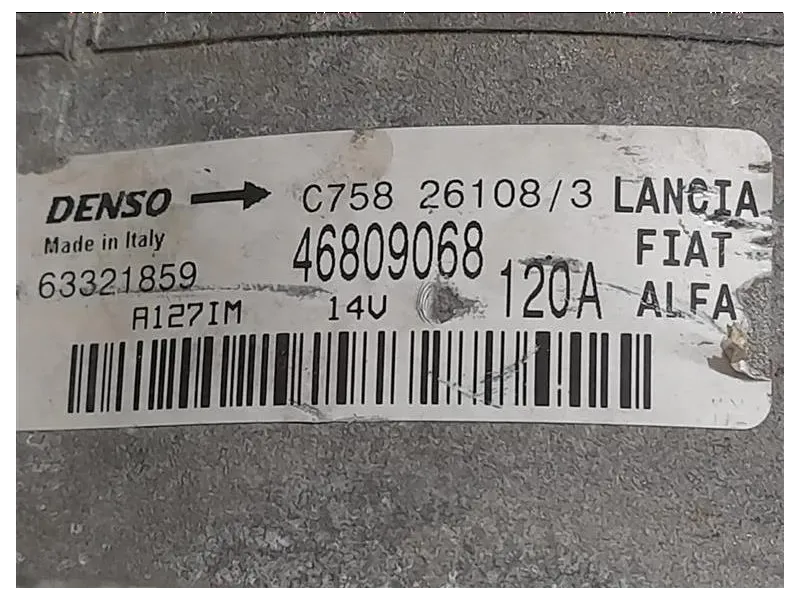 DENSO → C758 26108/3 LANCIA
Made in Italy 46809068 FIAT
63321859 120A ALFA
A127IM 14V